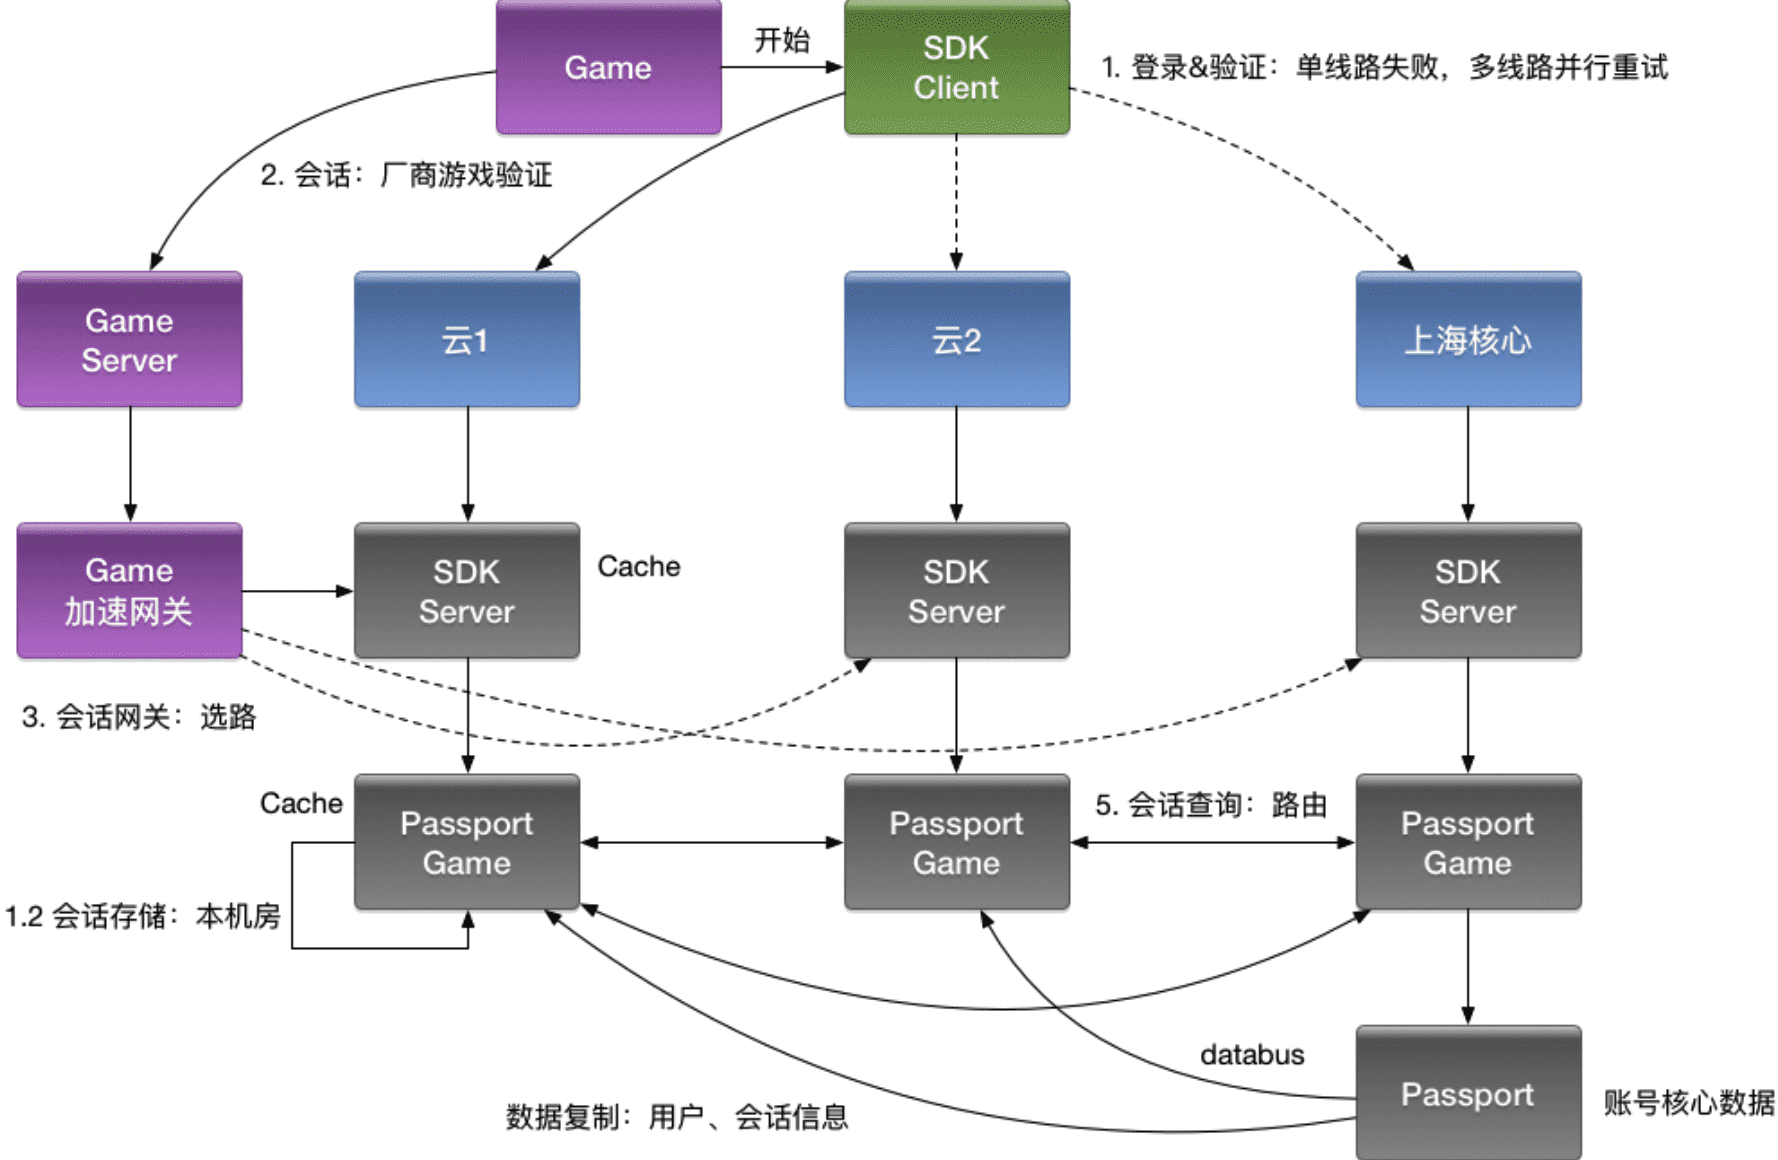 Game
开始
SDK
Client
1. 登录&验证：单线路失败，多线路并行重试
2. 会话：厂商游戏验证
Game
Server
云1
云2
上海核心
Game
加速网关
SDK
Server
Cache
SDK
Server
SDK
Server
3. 会话网关：选路
Cache
Passport
Game
Passport
Game
5. 会话查询：路由
Passport
Game
1.2 会话存储：本机房
databus
数据复制：用户、会话信息
Passport
账号核心数据